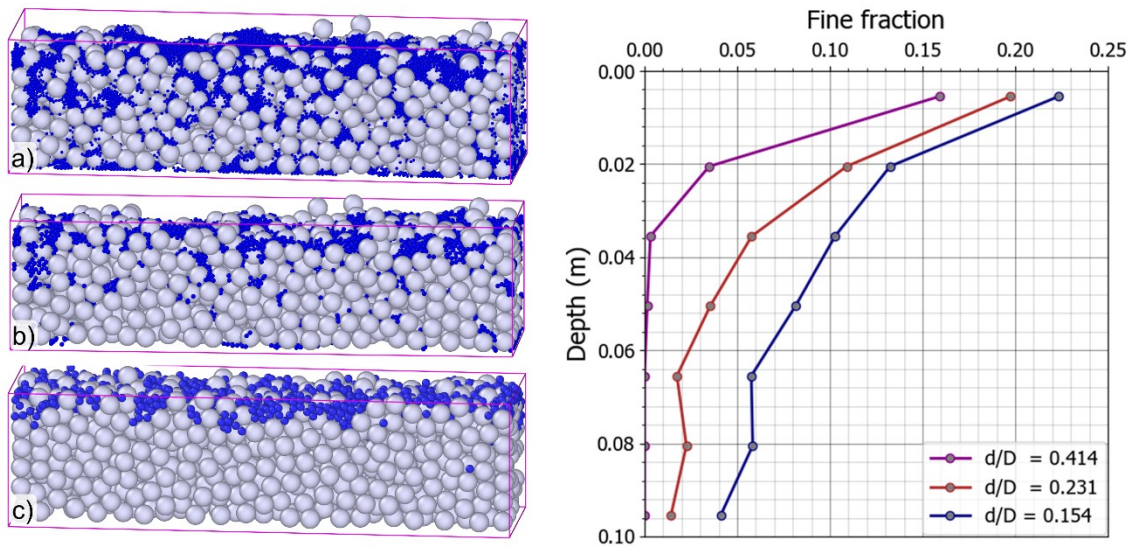 a)
b)
c)
Fine fraction
0.00 0.05 0.10 0.15 0.20 0.25
0.00
0.02
0.04
0.06
0.08
0.10
Depth (m)
d/D = 0.414
d/D = 0.231
d/D = 0.154